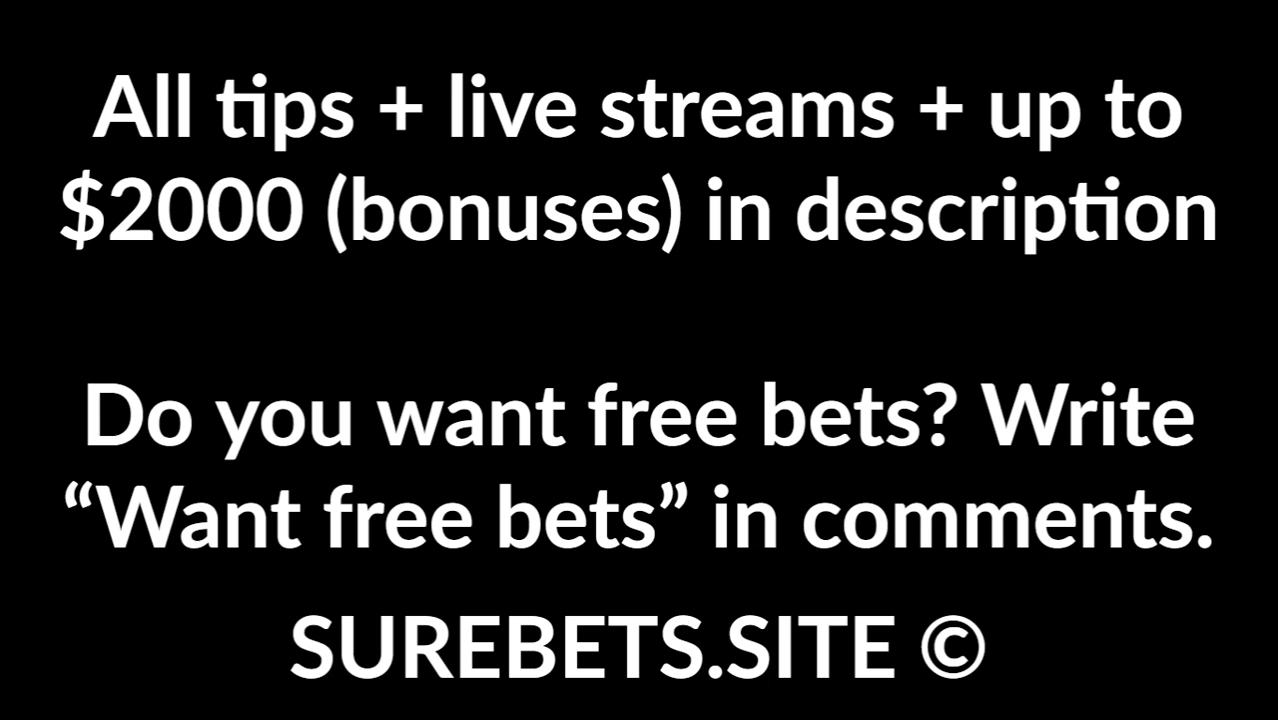 All tips + live streams + up to
$2000 (bonuses) in description
Do you want free bets? Write
“Want free bets” in comments.
SUREBETS.SITE ©